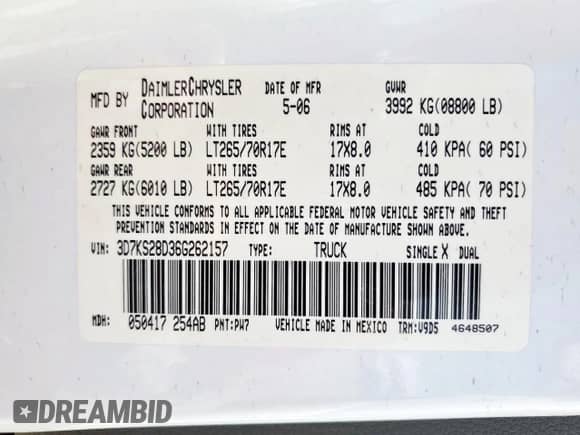 MFD BY DAIMLERCHRYSLER CORPORATION DATE OF MFR 5-06 GVWR 3992 KG(08800 LB)
GAWR FRONT WITH TIRES RIMS AT COLD
2359 KG(5200 LB) LT265/70R17E 17X8.0 410 KPA( 60 PSI)
GAWR REAR WITH TIRES RIMS AT COLD
2727 KG(6010 LB) LT265/70R17E 17X8.0 485 KPA( 70 PSI)
THIS VEHICLE CONFORMS TO ALL APPLICABLE FEDERAL MOTOR VEHICLE SAFETY AND THEFT
PREVENTION STANDARDS IN EFFECT ON THE DATE OF MANUFACTURE SHOWN ABOVE.
VIN: 3D7KS28D36G262157 TYPE: TRUCK SINGLE X DUAL
MDH: 050417 254AB PNT:PW7 VEHICLE MADE IN MEXICO TRM:V9D5 4648507
DREAMBID